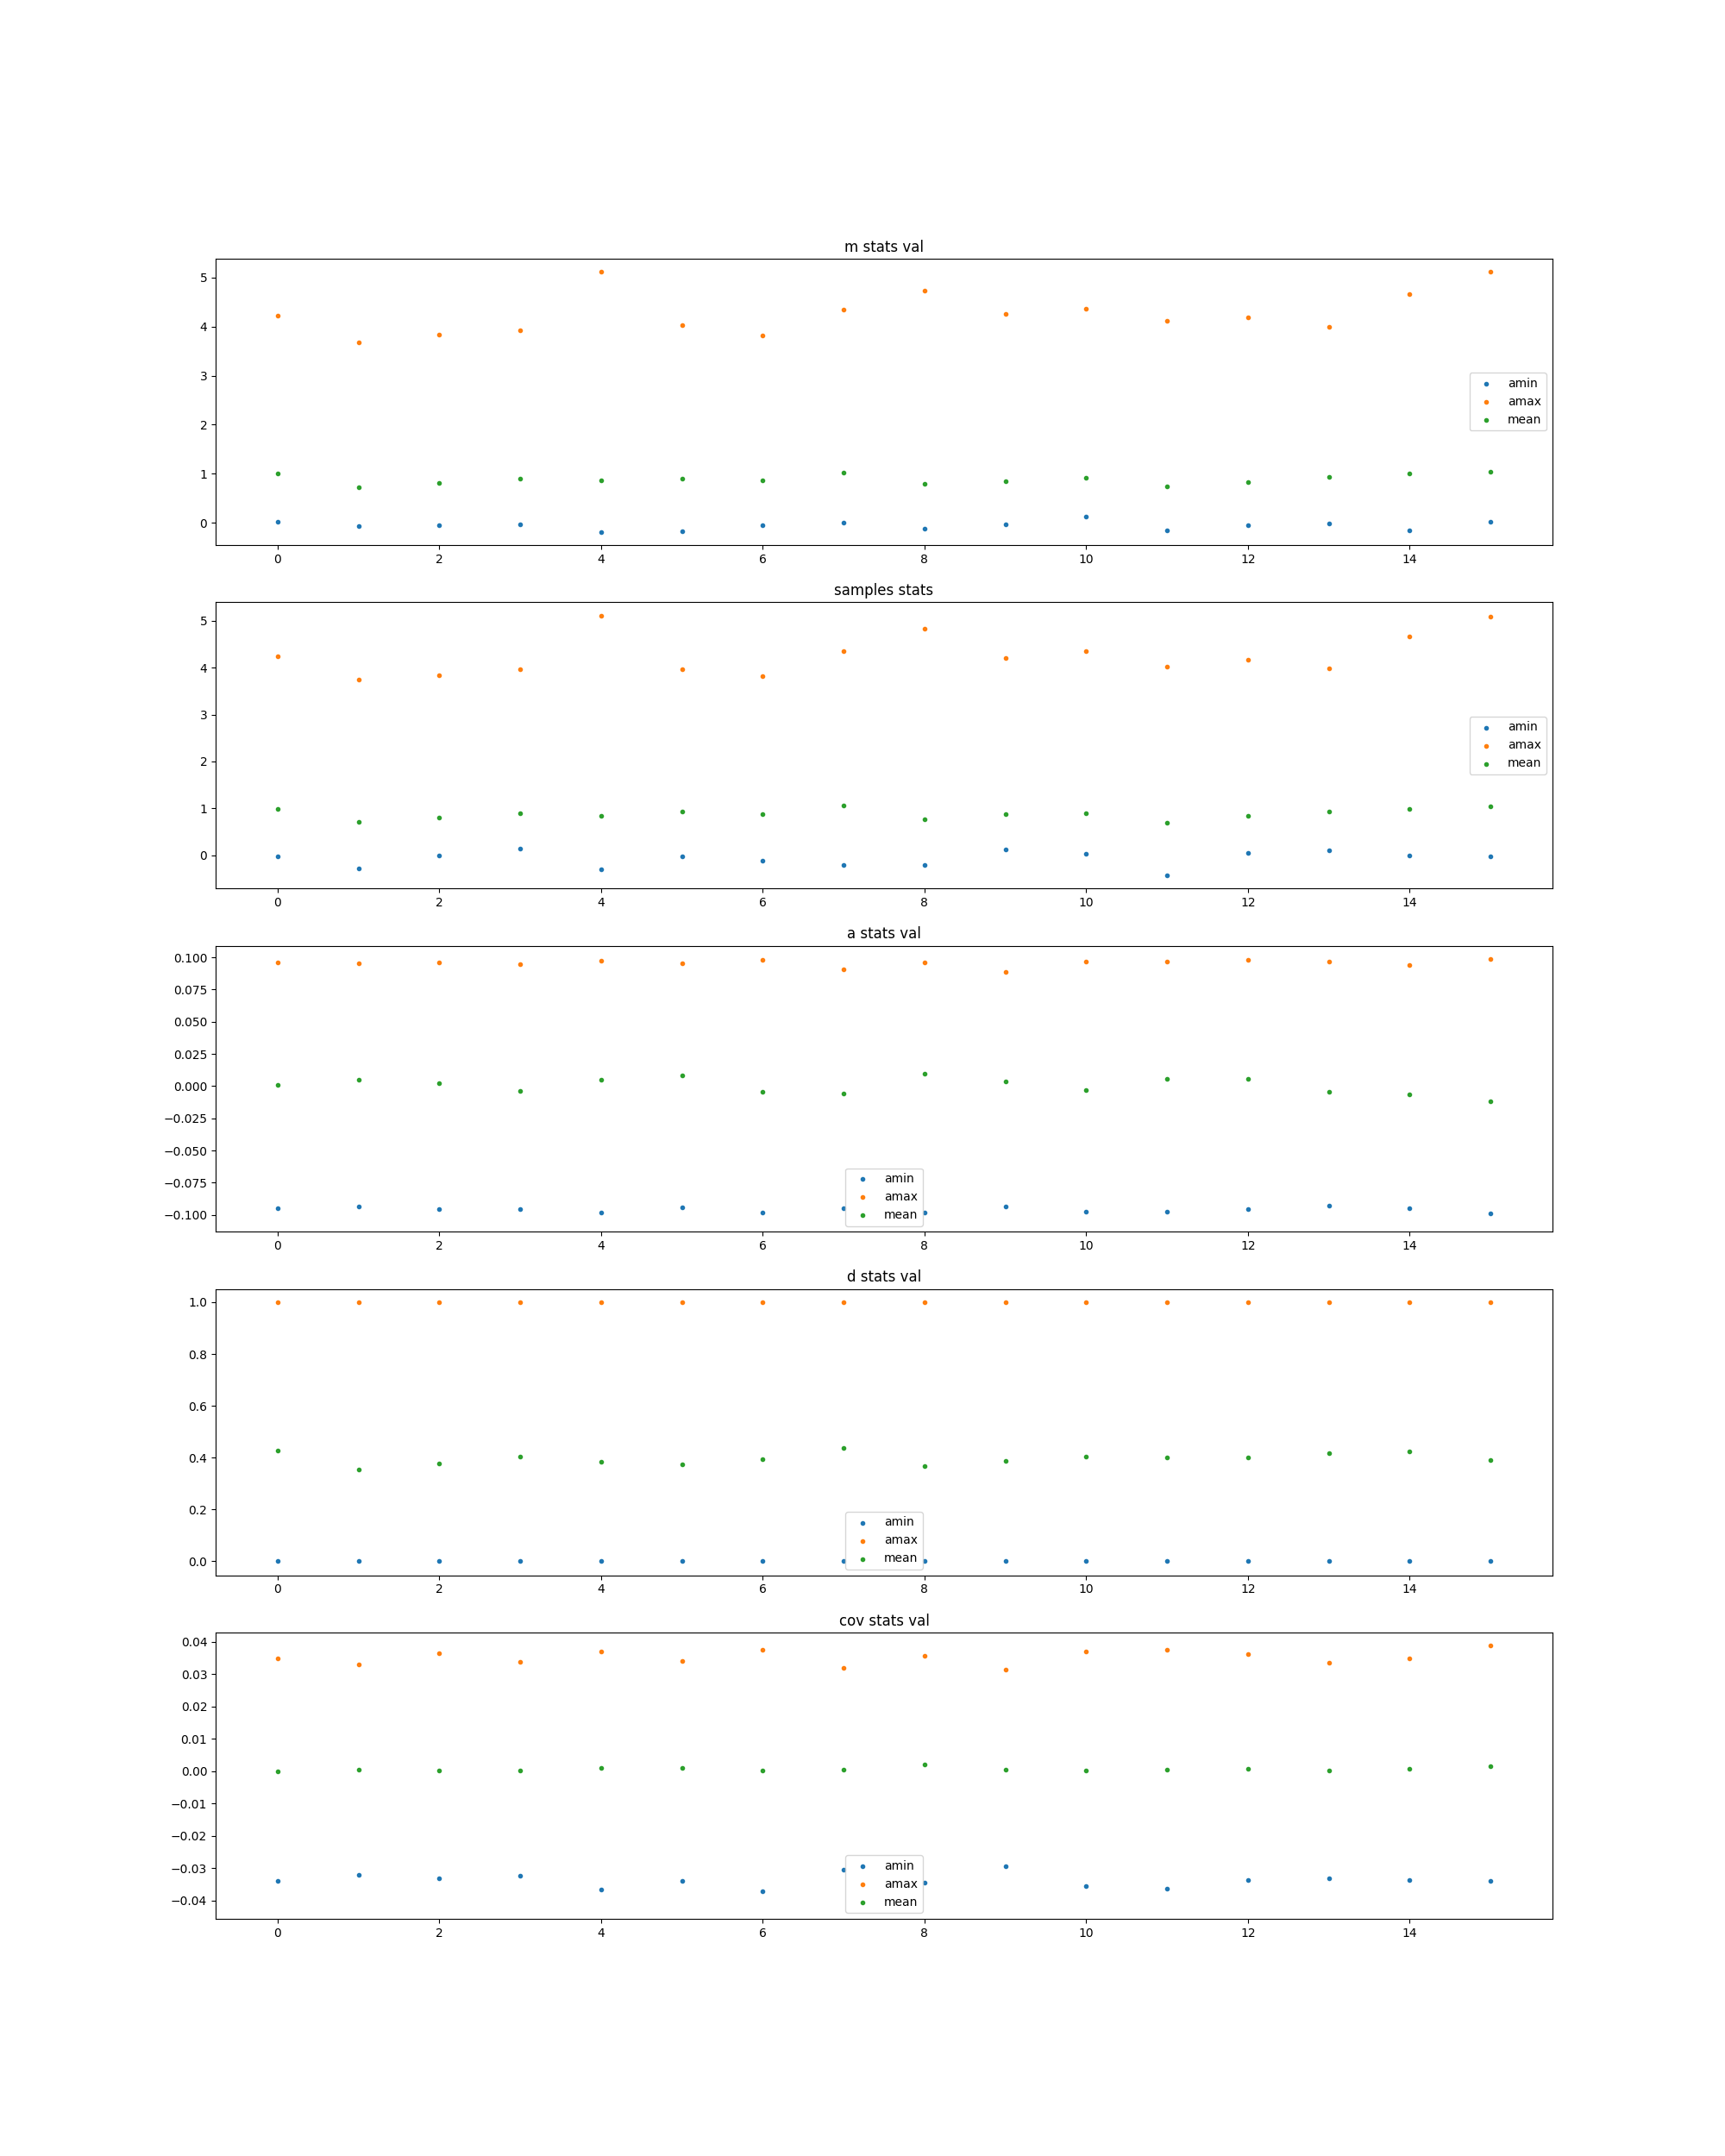 m stats val
5
4
3
2
1
0
amin
amax
mean
0 2 4 6 8 10 12 14
samples stats
5
4
3
2
1
0
amin
amax
mean
0 2 4 6 8 10 12 14
a stats val
0.100
0.075
0.050
0.025
0.000
−0.025
−0.050
−0.075
−0.100
amin
amax
mean
0 2 4 6 8 10 12 14
d stats val
1.0
0.8
0.6
0.4
0.2
0.0
amin
amax
mean
0 2 4 6 8 10 12 14
cov stats val
0.04
0.03
0.02
0.01
0.00
−0.01
−0.02
−0.03
−0.04
amin
amax
mean
0 2 4 6 8 10 12 14